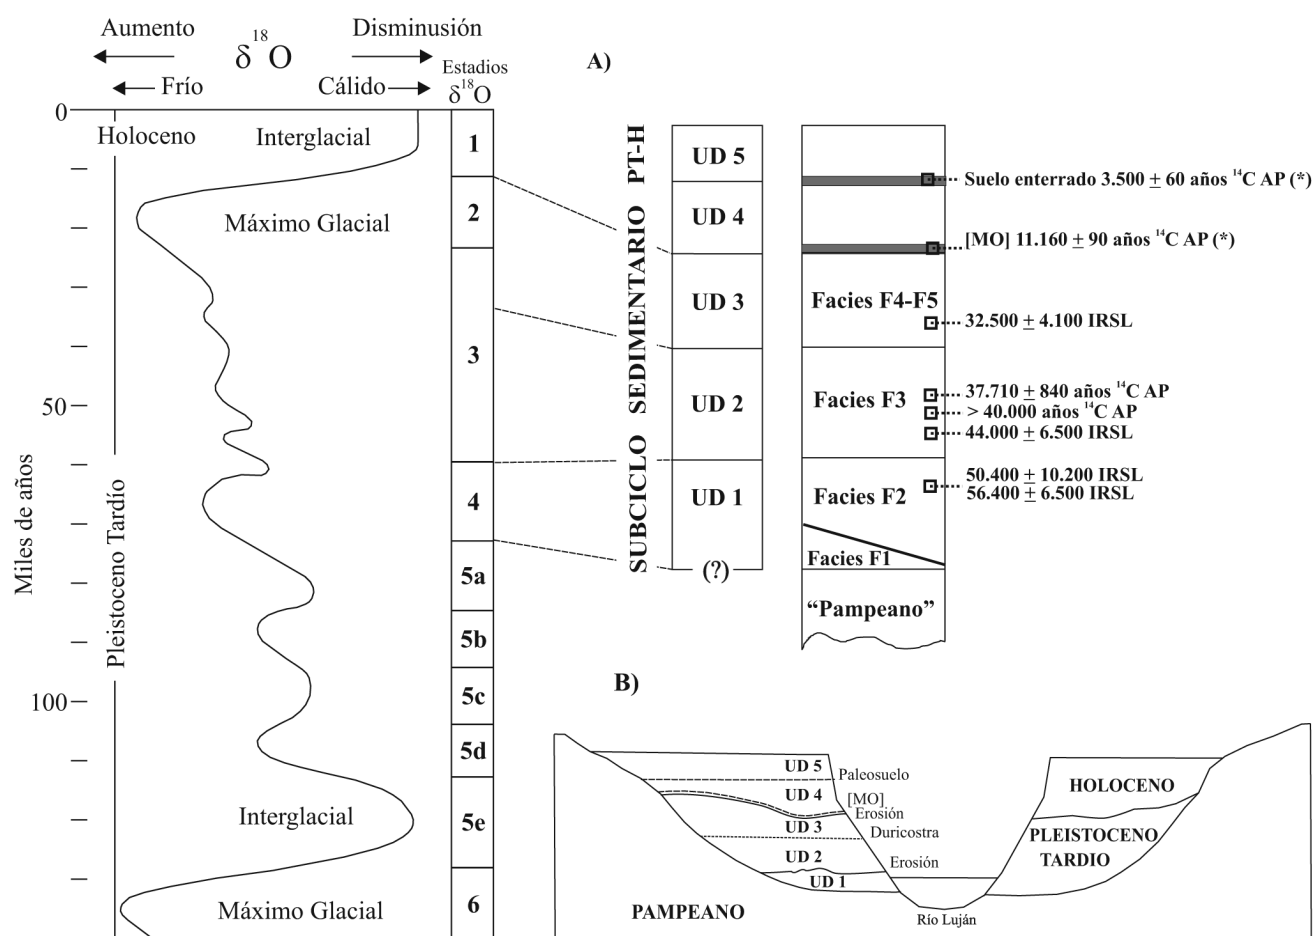 Aumento
Disminusión
δ¹⁸O
Frío
Cálido
Estadios
δ¹⁸O
0
50
100
Miles de años
Holoceno
Pleistoceno Tardío
Interglacial
Máximo Glacial
Interglacial
Máximo Glacial
1
2
3
4
5a
5b
5c
5d
5e
6
A)
SUBCICLO SEDIMENTARIO PT-H
UD 5
UD 4
UD 3
UD 2
UD 1
(?)
Facies F4-F5
Facies F3
Facies F2
Facies F1
“Pampeano”
Suelo enterrado 3.500 ± 60 años ¹⁴C AP (*)
[MO] 11.160 ± 90 años ¹⁴C AP (*)
32.500 ± 4.100 IRSL
37.710 ± 840 años ¹⁴C AP
> 40.000 años ¹⁴C AP
44.000 ± 6.500 IRSL
50.400 ± 10.200 IRSL
56.400 ± 6.500 IRSL
B)
UD 5
Paleosuelo
UD 4
[MO]
Erosión
UD 3
Duricostra
UD 2
Erosión
UD 1
PAMPEANO
Río Luján
HOLOCENO
PLEISTOCENO
TARDIO